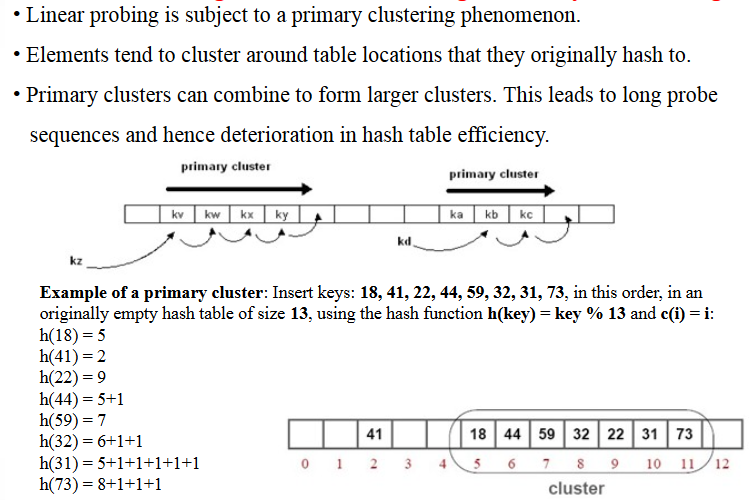 • Linear probing is subject to a primary clustering phenomenon.
• Elements tend to cluster around table locations that they originally hash to.
• Primary clusters can combine to form larger clusters. This leads to long probe
sequences and hence deterioration in hash table efficiency.
primary cluster primary cluster
kv kw kx ky ka kb kc
kz kd
Example of a primary cluster: Insert keys: 18, 41, 22, 44, 59, 32, 31, 73, in this order, in an
originally empty hash table of size 13, using the hash function h(key) = key % 13 and c(i) = i:
h(18) = 5
h(41) = 2
h(22) = 9
h(44) = 5+1
h(59) = 7
h(32) = 6+1+1
h(31) = 5+1+1+1+1+1
h(73) = 8+1+1+1
41 18 44 59 32 22 31 73
0 1 2 3 4 5 6 7 8 9 10 11 12
cluster